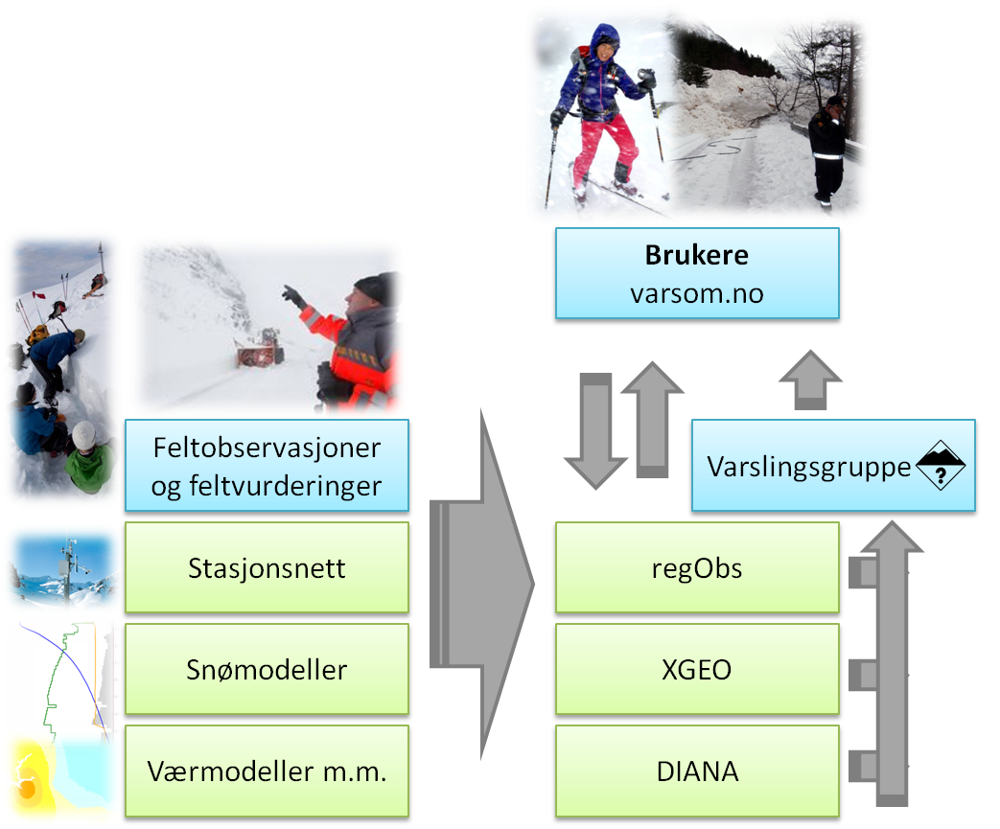 Brukere
varsom.no
Feltobservasjoner
og feltvurderinger
Varslingsgruppe
?
Stasjonsnett
regObs
Snømodeller
XGEO
Værmodeller m.m.
DIANA